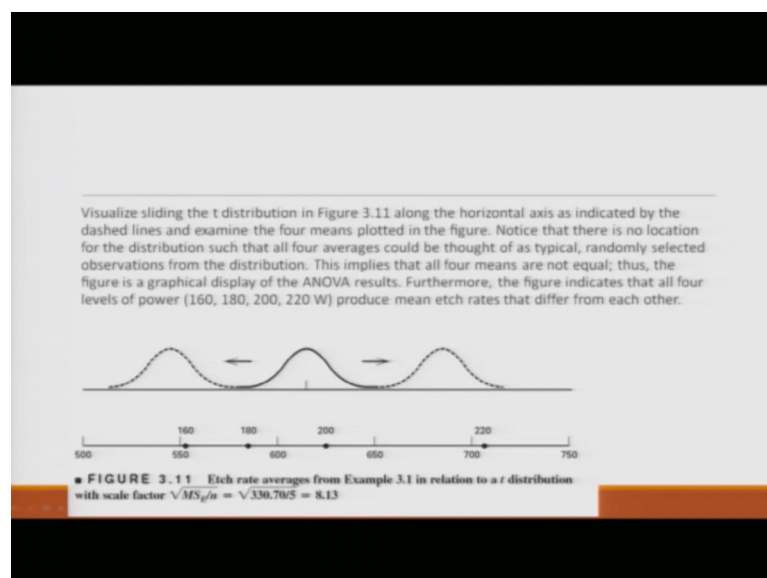 Visualize sliding the t distribution in Figure 3.11 along the horizontal axis as indicated by the
dashed lines and examine the four means plotted in the figure. Notice that there is no location
for the distribution such that all four averages could be thought of as typical, randomly selected
observations from the distribution. This implies that all four means are not equal; thus, the
figure is a graphical display of the ANOVA results. Furthermore, the figure indicates that all four
levels of power (160, 180, 200, 220 W) produce mean etch rates that differ from each other.
160 180 200 220
500 550 600 650 700 750
■ FIGURE 3.11 Etch rate averages from Example 3.1 in relation to a t distribution
with scale factor √MS_E/n = √330.70/5 = 8.13